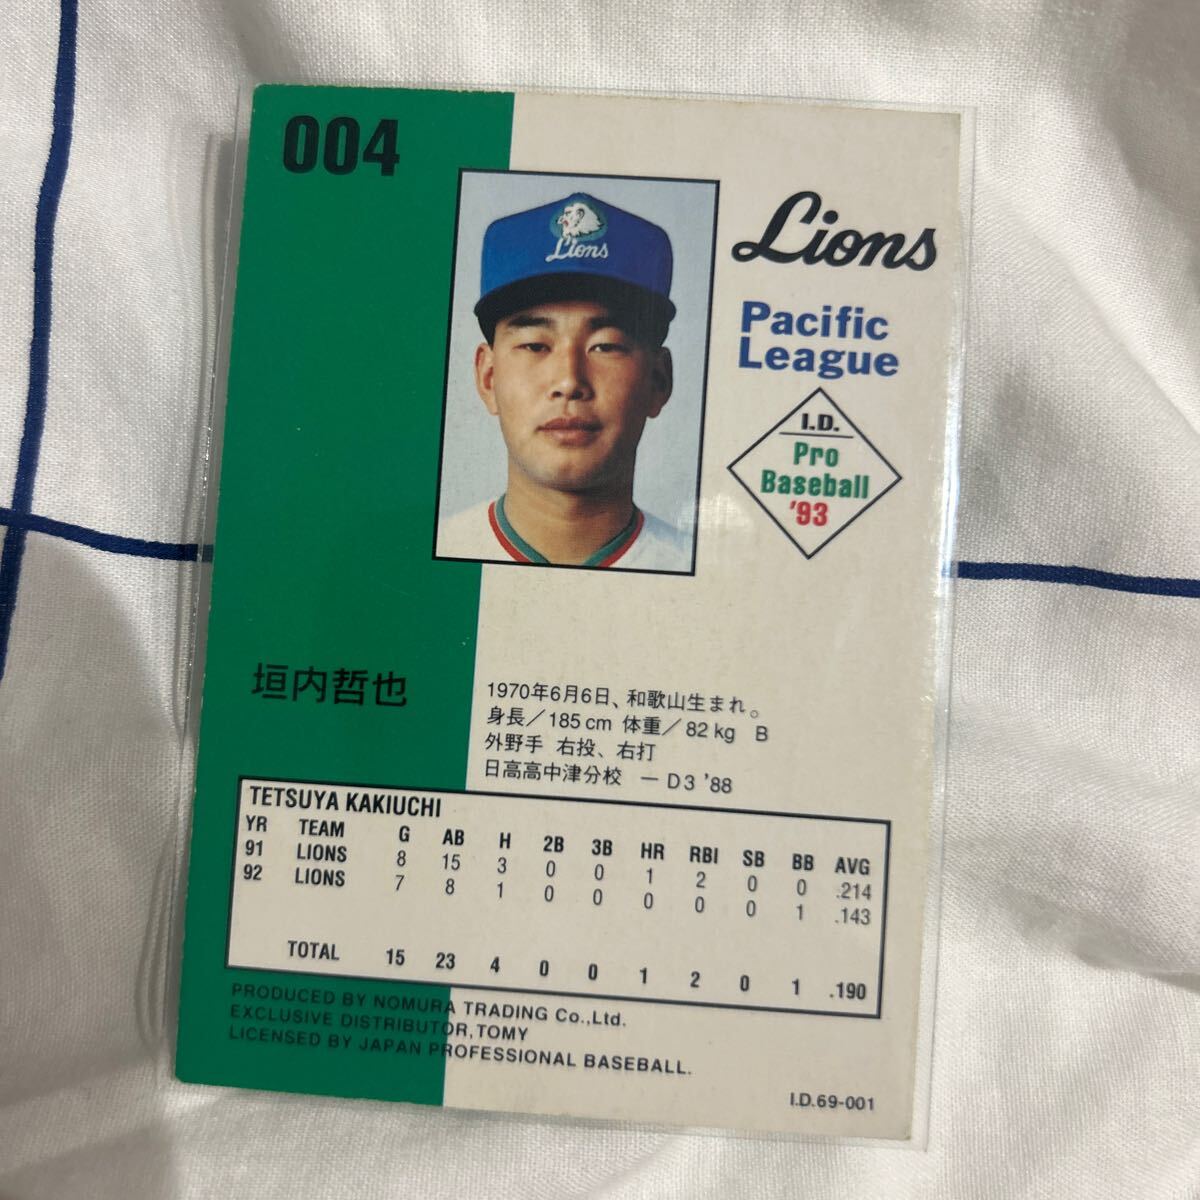 004
Lions
Lions
Pacific
League
I.D.
Pro
Baseball
'93
垣内哲也
1970年6月6日、和歌山生まれ。
身長／185cm 体重／82kg B
外野手 右投、右打
日高高中津分校 ー D3 '88
TETSUYA KAKIUCHI
YR TEAM G AB H 2B 3B HR RBI SB BB AVG
91 LIONS 8 15 3 0 0 1 2 0 0 .214
92 LIONS 7 8 1 0 0 0 0 0 1 .143
TOTAL 15 23 4 0 0 1 2 0 1 .190
PRODUCED BY NOMURA TRADING Co.,Ltd.
EXCLUSIVE DISTRIBUTOR,TOMY
LICENSED BY JAPAN PROFESSIONAL BASEBALL.
I.D.69-001